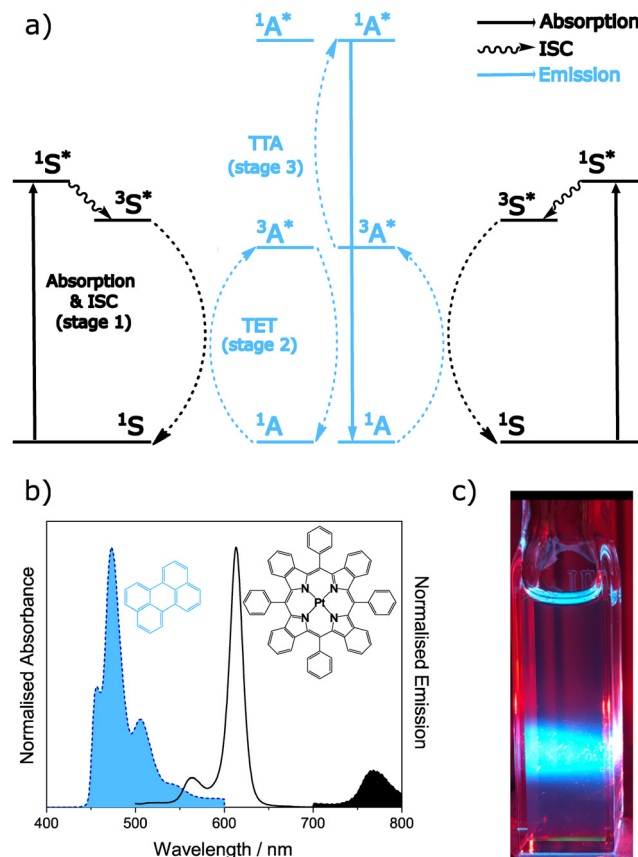 a)
¹A*
¹A*
Absorption
ISC
Emission
TTA
(stage 3)
¹S*
³S*
³A*
³A*
³S*
¹S*
Absorption
& ISC
(stage 1)
TET
(stage 2)
¹S
¹A
¹A
¹S
b)
c)
Normalised Absorbance
Normalised Emission
N
N
Pt
N
N
400
500
600
700
800
Wavelength / nm